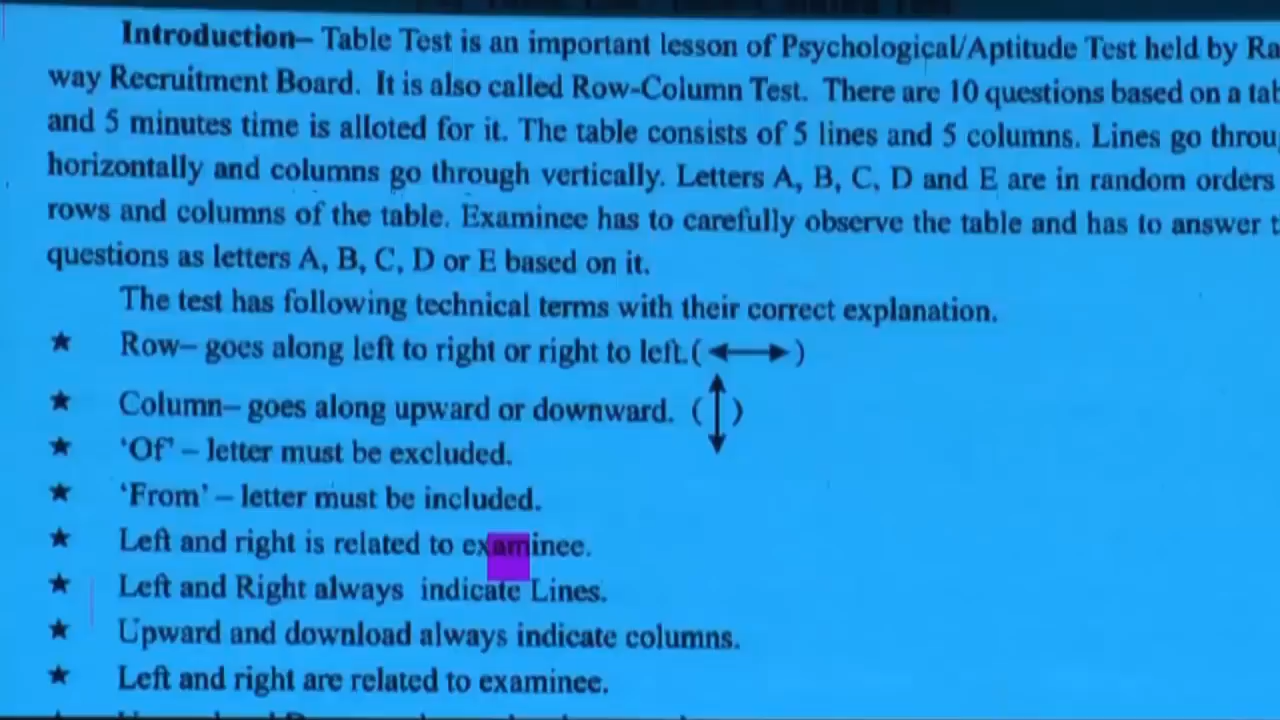 Introduction– Table Test is an important lesson of Psychological/Aptitude Test held by Ra
way Recruitment Board. It is also called Row-Column Test. There are 10 questions based on a tab
and 5 minutes time is alloted for it. The table consists of 5 lines and 5 columns. Lines go throu
horizontally and columns go through vertically. Letters A, B, C, D and E are in random orders
rows and columns of the table. Examinee has to carefully observe the table and has to answer t
questions as letters A, B, C, D or E based on it.
The test has following technical terms with their correct explanation.
★ Row– goes along left to right or right to left.(↔)
★ Column– goes along upward or downward. (↕)
★ 'Of' – letter must be excluded.
★ 'From' – letter must be included.
★ Left and right is related to examinee.
★ Left and Right always indicate Lines.
★ Upward and download always indicate columns.
★ Left and right are related to examinee.